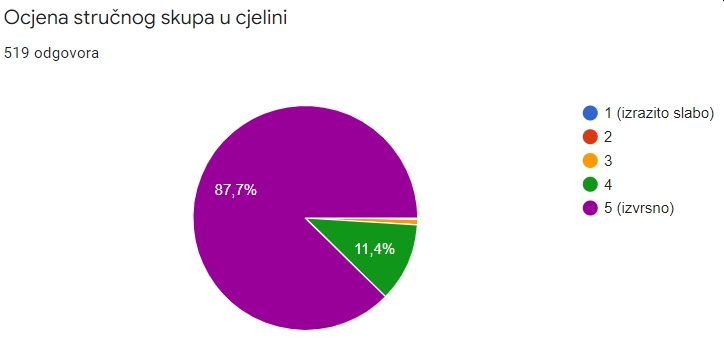 Ocjena stručnog skupa u cjelini
519 odgovora
1 (izrazito slabo)
2
3
4
5 (izvrsno)
87,7%
11,4%